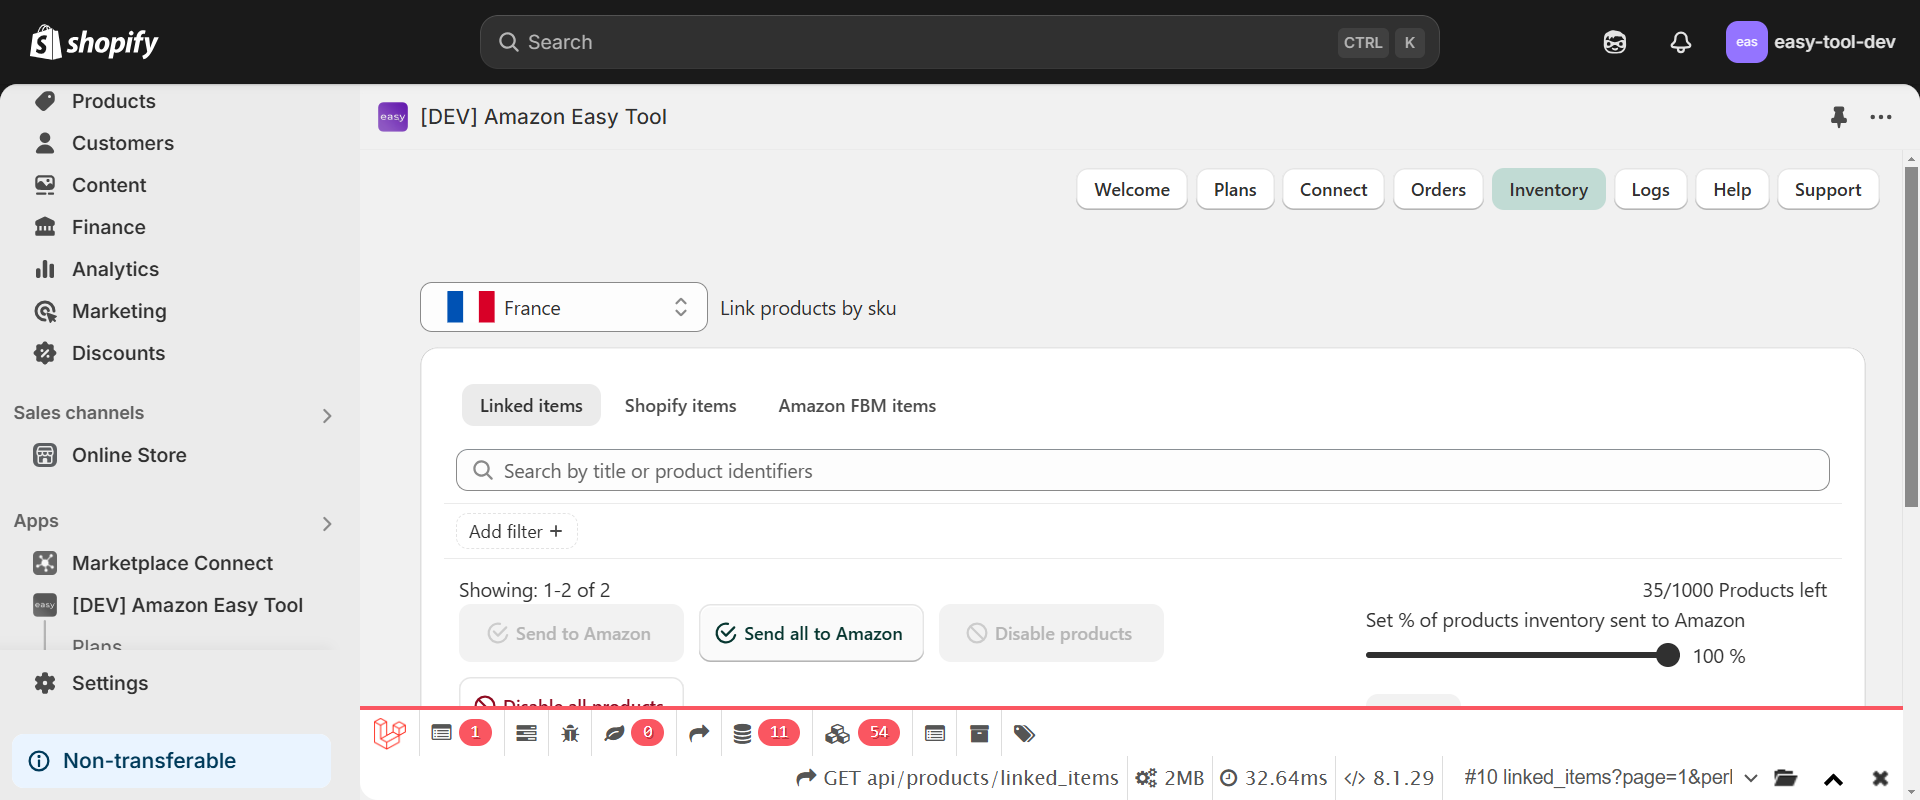 shopify
Search
CTRL K
eas
easy-tool-dev
Products
Customers
Content
Finance
Analytics
Marketing
Discounts
Sales channels
Online Store
Apps
Marketplace Connect
easy
[DEV] Amazon Easy Tool
Plans
Settings
Non-transferable
easy
[DEV] Amazon Easy Tool
Welcome Plans Connect Orders Inventory Logs Help Support
France
Link products by sku
Linked items Shopify items Amazon FBM items
Search by title or product identifiers
Add filter +
Showing: 1-2 of 2
35/1000 Products left
Send to Amazon
Send all to Amazon
Disable products
Set % of products inventory sent to Amazon
100 %
Disable all products
1 0 11 54
GET api/products/linked_items 2MB 32.64ms </> 8.1.29 #10 linked_items?page=1&perl